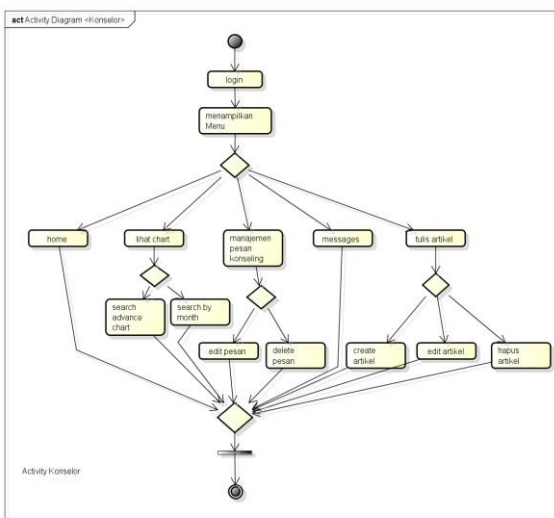 act Activity Diagram <Konselor>
login
menampilkan
Menu
home
lihat chart
manajemen
pesan
konseling
messages
tulis artikel
search
advance
chart
search by
month
edit pesan
delete
pesan
create
artikel
edit artikel
hapus
artikel
Activity Konselor